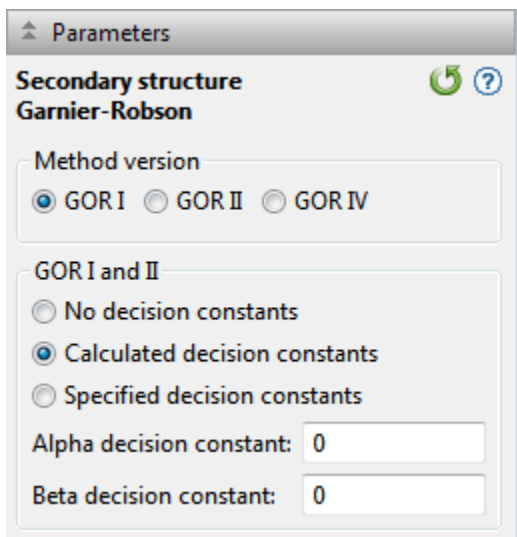 Parameters
Secondary structure
Garnier-Robson
Method version
GOR I GOR II GOR IV
GOR I and II
No decision constants
Calculated decision constants
Specified decision constants
Alpha decision constant: 0
Beta decision constant: 0